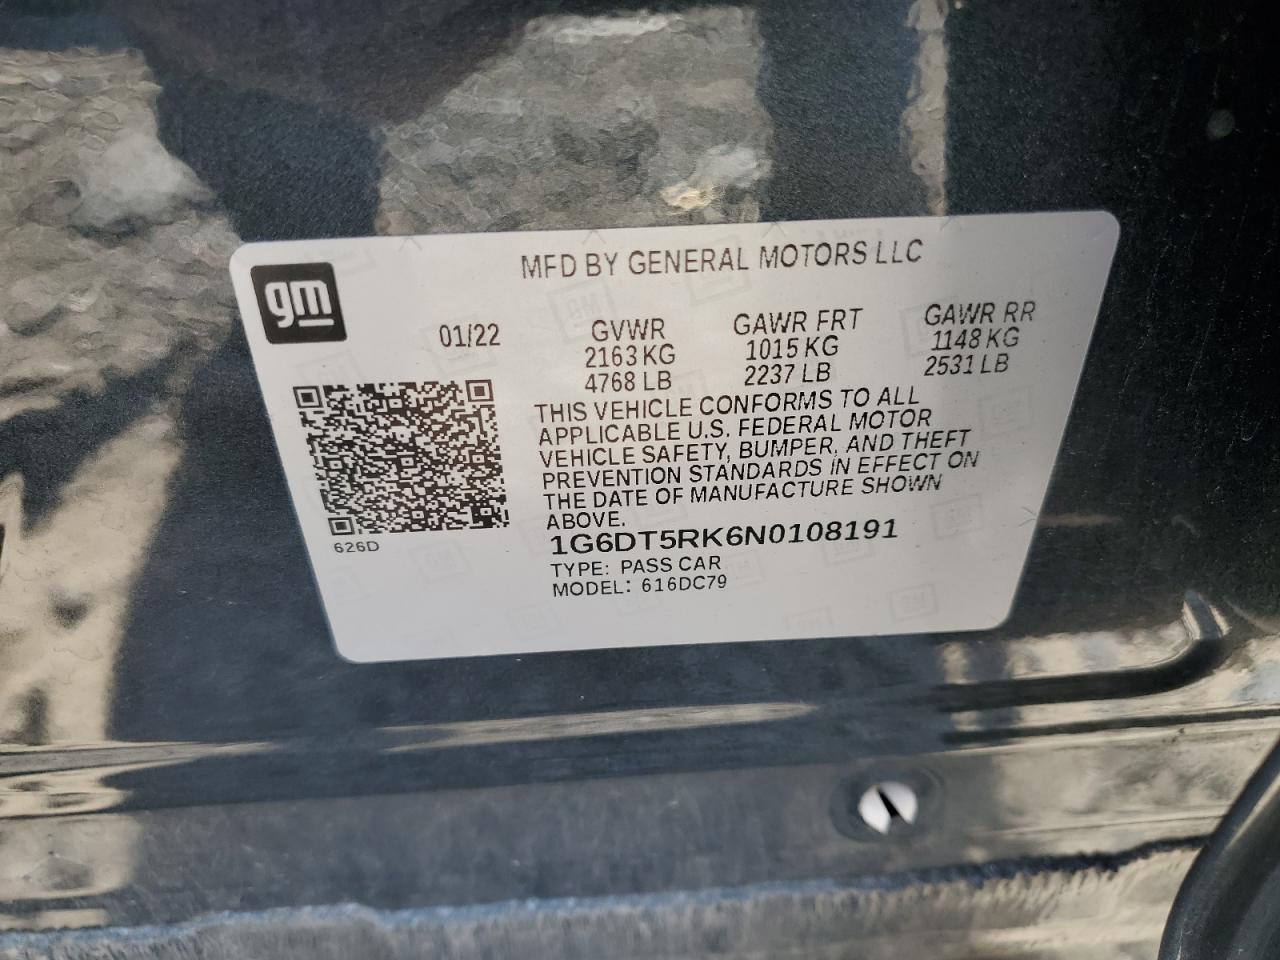 MFD BY GENERAL MOTORS LLC
gm
01/22 GVWR GAWR FRT GAWR RR
2163 KG 1015 KG 1148 KG
4768 LB 2237 LB 2531 LB
THIS VEHICLE CONFORMS TO ALL
APPLICABLE U.S. FEDERAL MOTOR
VEHICLE SAFETY, BUMPER, AND THEFT
PREVENTION STANDARDS IN EFFECT ON
THE DATE OF MANUFACTURE SHOWN
ABOVE.
626D
1G6DT5RK6N0108191
TYPE: PASS CAR
MODEL: 616DC79